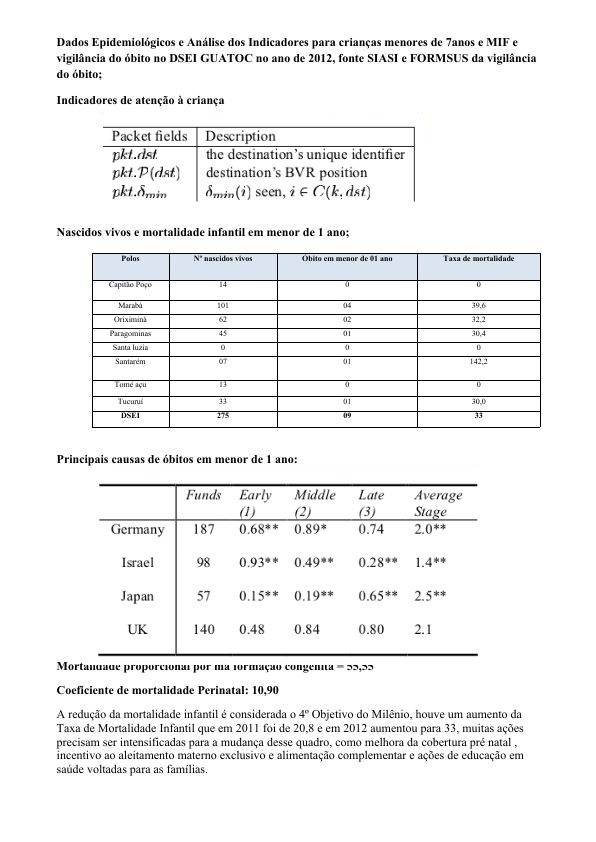 Dados Epidemiológicos e Análise dos Indicadores para crianças menores de 7anos e MIF e
vigilância do óbito no DSEI GUATOC no ano de 2012, fonte SIASI e FORMSUS da vigilância
do óbito;
Indicadores de atenção à criança
Packet fields Description
pkt.dst the destination's unique identifier
pkt.P(dst) destination's BVR position
pkt.δmin δmin(i) seen, i ∈ C(k, dst)
Nascidos vivos e mortalidade infantil em menor de 1 ano;
Polos Nº nascidos vivos Óbito em menor de 01 ano Taxa de mortalidade
Capitão Poço 14 0 0
Marabá 101 04 39,6
Oriximiná 62 02 32,2
Paragominas 45 01 30,4
Santa luzia 0 0 0
Santarém 07 01 142,2
Tomé açu 13 0 0
Tucuruí 33 01 30,0
DSEI 275 09 33
Principais causas de óbitos em menor de 1 ano:
Funds Early Middle Late Average
(1) (2) (3) Stage
Germany 187 0.68** 0.89* 0.74 2.0**
Israel 98 0.93** 0.49** 0.28** 1.4**
Japan 57 0.15** 0.19** 0.65** 2.5**
UK 140 0.48 0.84 0.80 2.1
Mortalidade proporcional por má formação congênita = 55,55
Coeficiente de mortalidade Perinatal: 10,90
A redução da mortalidade infantil é considerada o 4º Objetivo do Milênio, houve um aumento da
Taxa de Mortalidade Infantil que em 2011 foi de 20,8 e em 2012 aumentou para 33, muitas ações
precisam ser intensificadas para a mudança desse quadro, como melhora da cobertura pré natal ,
incentivo ao aleitamento materno exclusivo e alimentação complementar e ações de educação em
saúde voltadas para as famílias.